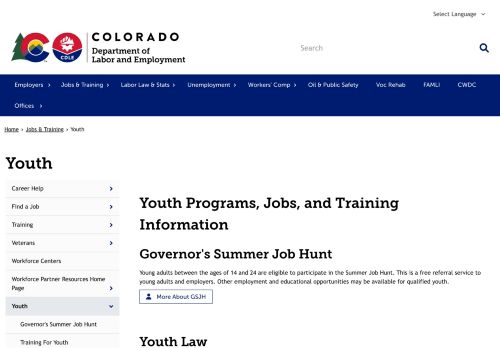 Select Language
COLORADO
Department of
Labor and Employment
CDLE
Search
Employers
Jobs & Training
Labor Law & Stats
Unemployment
Workers' Comp
Oil & Public Safety
Voc Rehab
FAMLI
CWDC
Offices
Home › Jobs & Training › Youth
Youth
Career Help
Find a Job
Training
Veterans
Workforce Centers
Workforce Partner Resources Home
Page
Youth
Governor's Summer Job Hunt
Training For Youth
Youth Programs, Jobs, and Training
Information
Governor's Summer Job Hunt
Young adults between the ages of 14 and 24 are eligible to participate in the Summer Job Hunt. This is a free referral service to
young adults and employers. Other employment and educational opportunities may be available for qualified youth.
More About GSJH
Youth Law